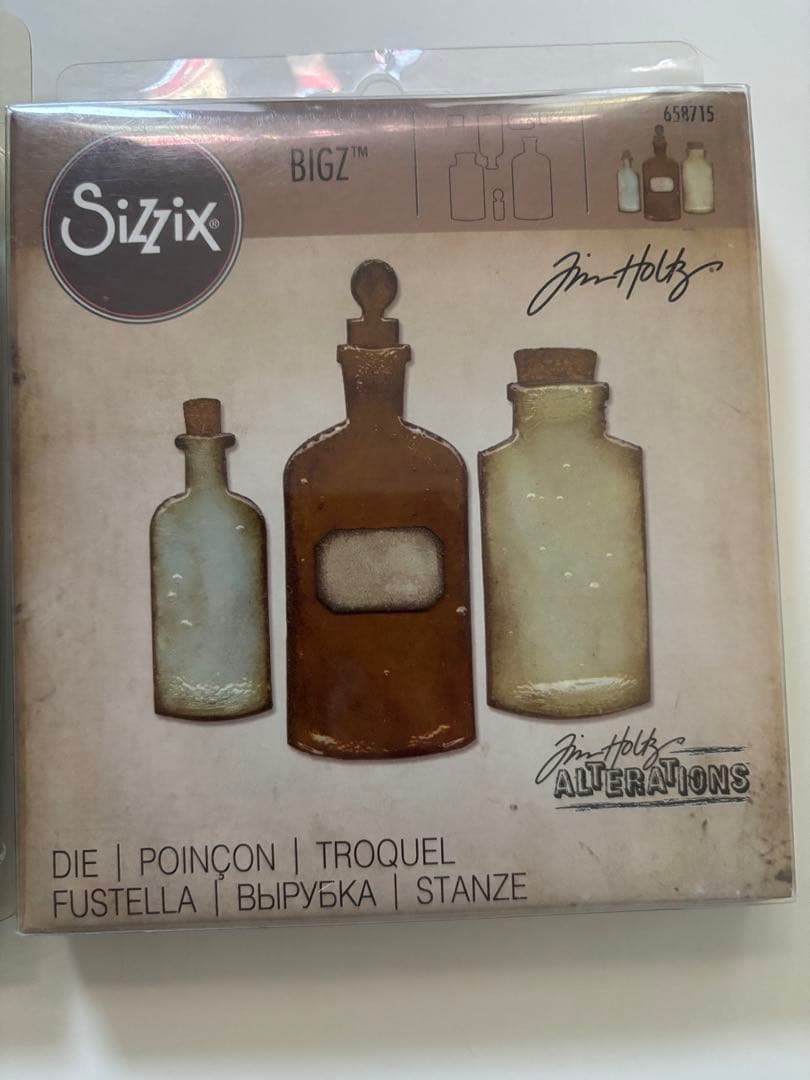 Sizzix®
BIGZ™
658715
Tim Holtz®
Tim Holtz
ALTERATIONS
DIE | POINÇON | TROQUEL
FUSTELLA | ВЫРУБКА | STANZE